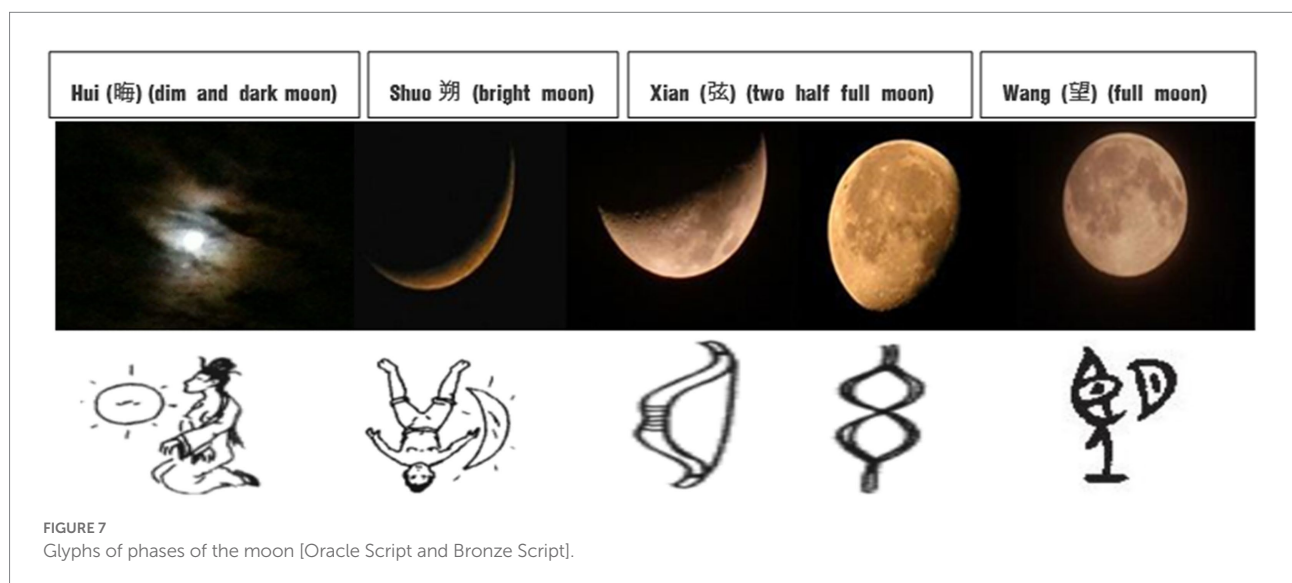 Hui (晦) (dim and dark moon)
Shuo 朔 (bright moon)
Xian (弦) (two half full moon)
Wang (望) (full moon)
FIGURE 7
Glyphs of phases of the moon [Oracle Script and Bronze Script].